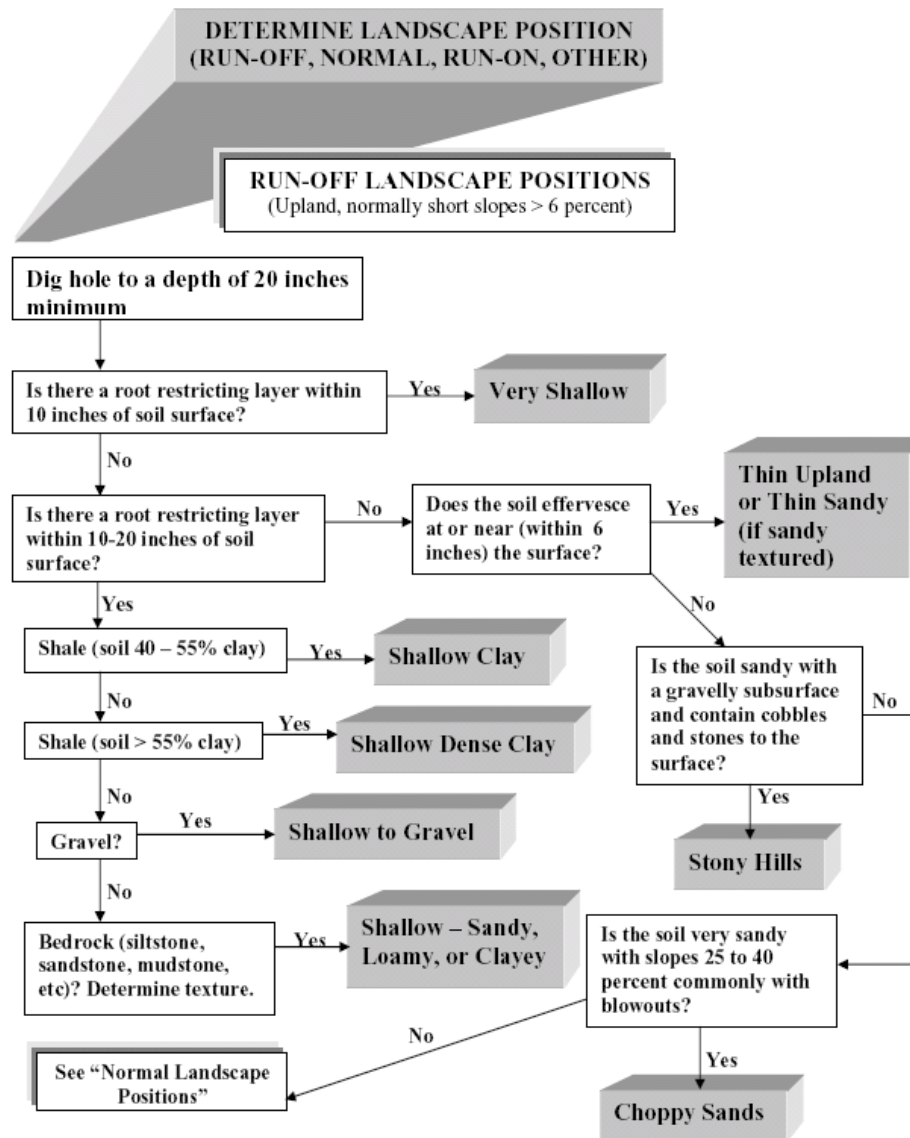 DETERMINE LANDSCAPE POSITION
(RUN-OFF, NORMAL, RUN-ON, OTHER)
RUN-OFF LANDSCAPE POSITIONS
(Upland, normally short slopes > 6 percent)
Dig hole to a depth of 20 inches
minimum
Is there a root restricting layer within
10 inches of soil surface?
Yes
Very Shallow
No
Is there a root restricting layer
within 10-20 inches of soil
surface?
No
Does the soil effervesce
at or near (within 6
inches) the surface?
Yes
Thin Upland
or Thin Sandy
(if sandy
textured)
Yes
No
Shale (soil 40 – 55% clay)
Yes
Shallow Clay
Is the soil sandy with
a gravelly subsurface
and contain cobbles
and stones to the
surface?
No
No
Shale (soil > 55% clay)
Yes
Shallow Dense Clay
No
Yes
Gravel?
Yes
Shallow to Gravel
Stony Hills
No
Bedrock (siltstone,
sandstone, mudstone,
etc)? Determine texture.
Yes
Shallow – Sandy,
Loamy, or Clayey
Is the soil very sandy
with slopes 25 to 40
percent commonly with
blowouts?
No
Yes
See “Normal Landscape
Positions”
Choppy Sands